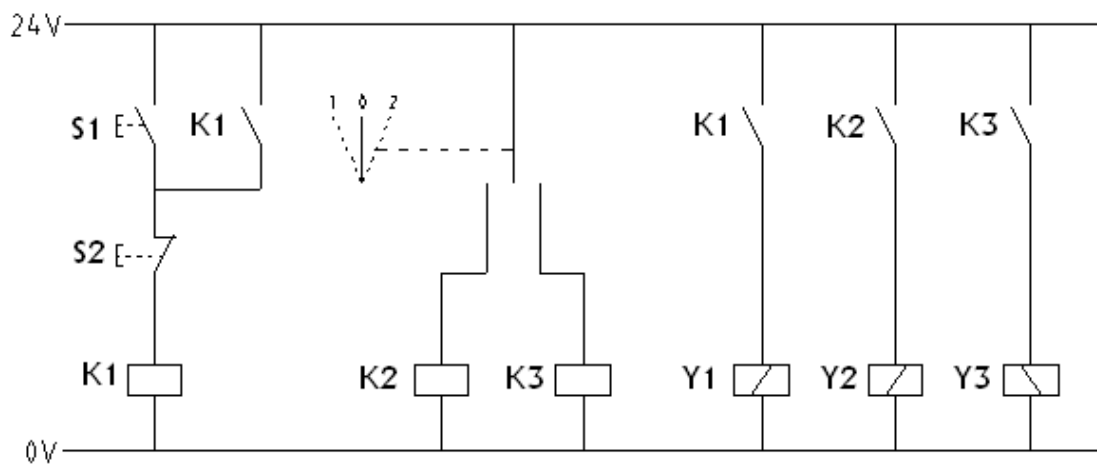 24V
1 0 2
S1 K1 K1 K2 K3
S2
K1 K2 K3 Y1 Y2 Y3
0V